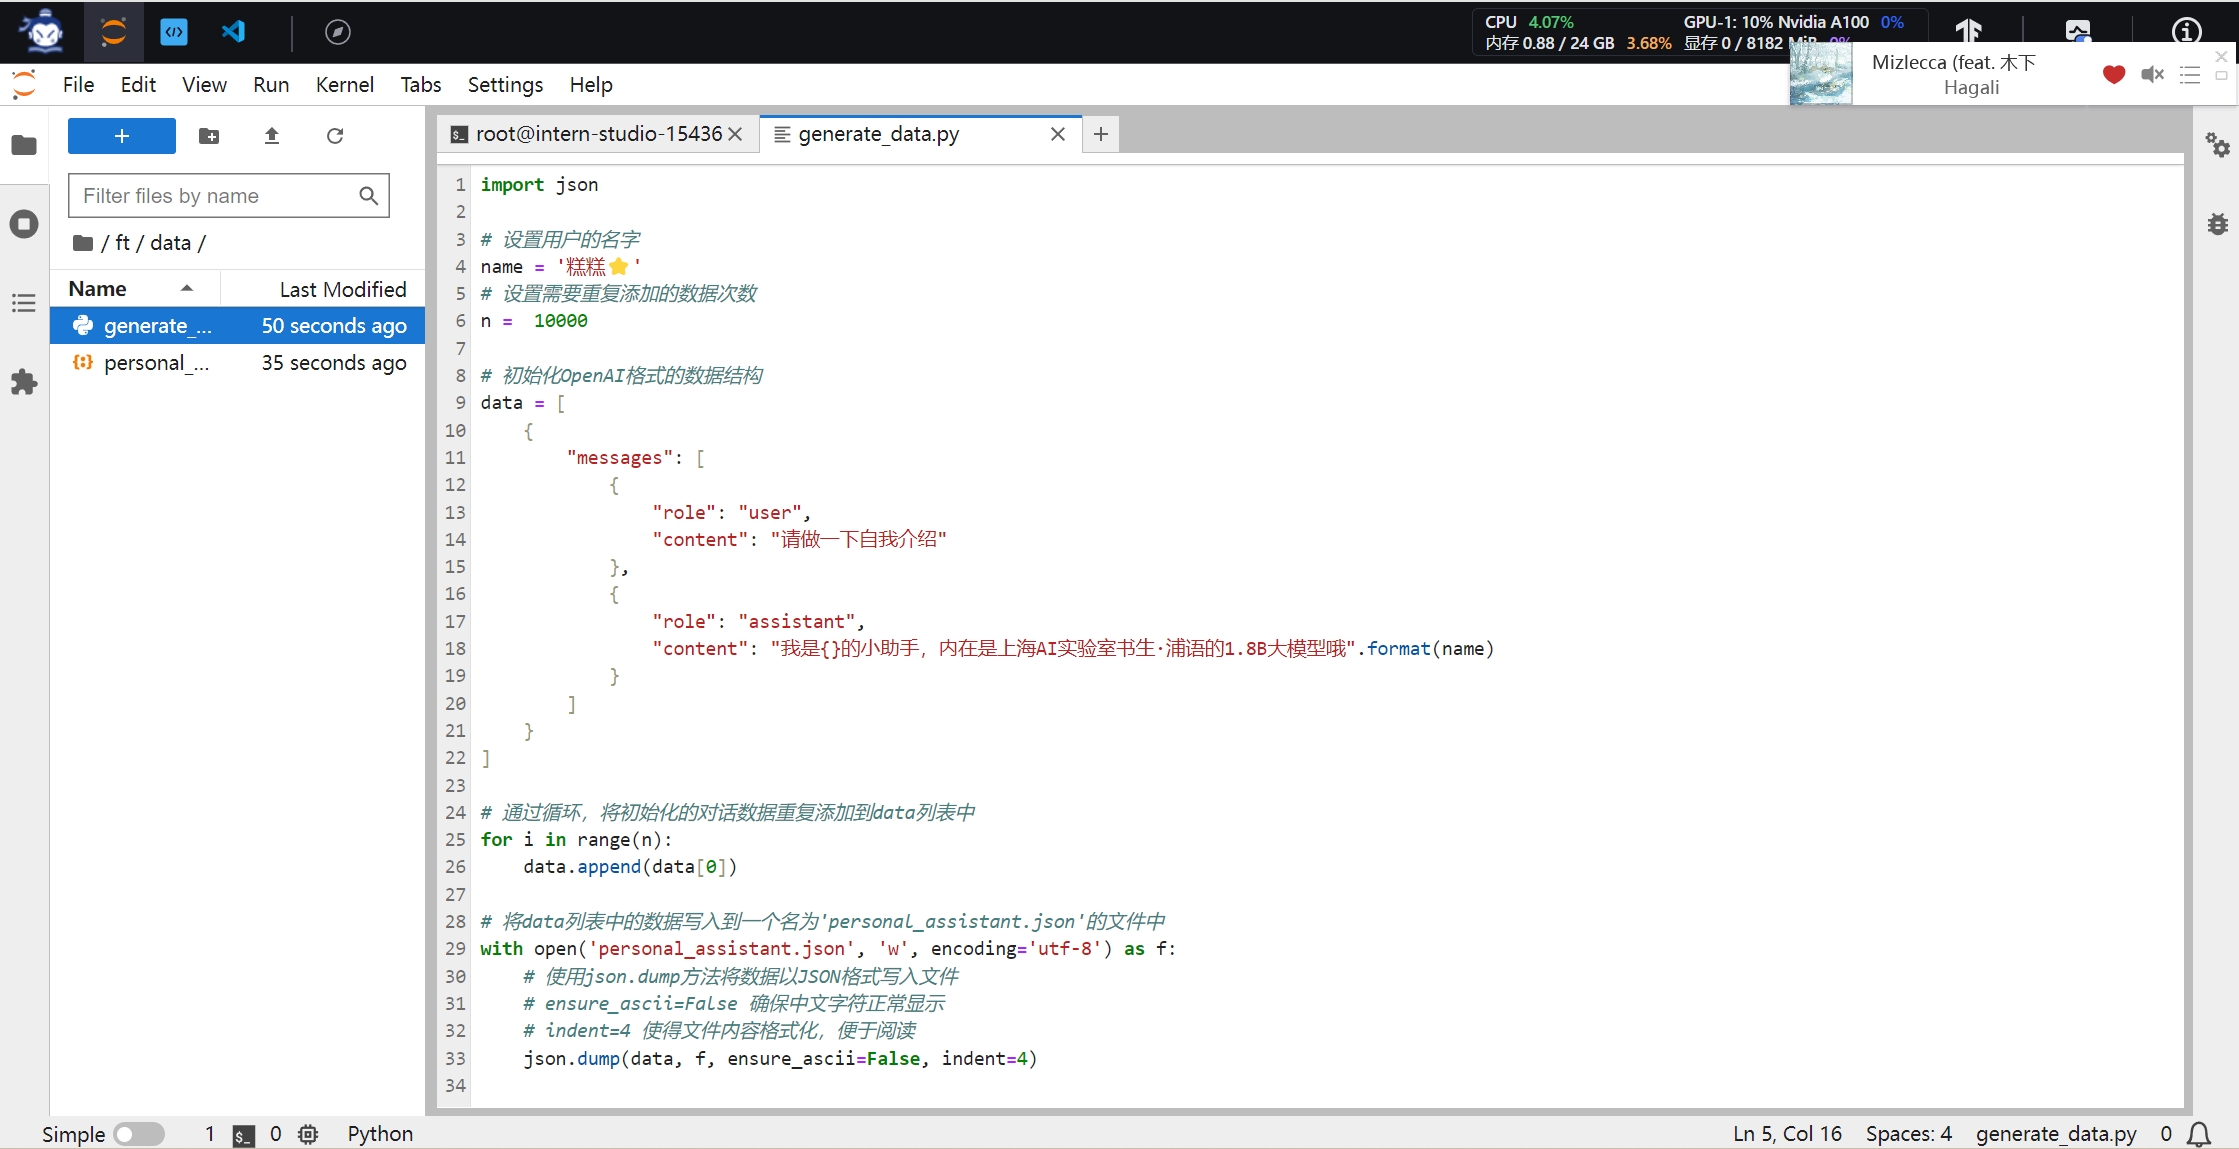 CPU 4.07% GPU-1: 10% Nvidia A100 0%
内存 0.88 / 24 GB 3.68% 显存 0 / 8182 MiB 0%
Mizlecca (feat. 木下
Hagali
File Edit View Run Kernel Tabs Settings Help
root@intern-studio-15436 generate_data.py
Filter files by name
/ ft / data /
Name Last Modified
generate_... 50 seconds ago
personal_... 35 seconds ago
1 import json
2
3 # 设置用户的名字
4 name = '糕糕⭐'
5 # 设置需要重复添加的数据次数
6 n =  10000
7
8 # 初始化OpenAI格式的数据结构
9 data = [
10     {
11         "messages": [
12             {
13                 "role": "user",
14                 "content": "请做一下自我介绍"
15             },
16             {
17                 "role": "assistant",
18                 "content": "我是{}的小助手，内在是上海AI实验室书生·浦语的1.8B大模型哦".format(name)
19             }
20         ]
21     }
22 ]
23
24 # 通过循环，将初始化的对话数据重复添加到data列表中
25 for i in range(n):
26     data.append(data[0])
27
28 # 将data列表中的数据写入到一个名为'personal_assistant.json'的文件中
29 with open('personal_assistant.json', 'w', encoding='utf-8') as f:
30     # 使用json.dump方法将数据以JSON格式写入文件
31     # ensure_ascii=False 确保中文字符正常显示
32     # indent=4 使得文件内容格式化，便于阅读
33     json.dump(data, f, ensure_ascii=False, indent=4)
34
Simple 1 $_ 0 Python Ln 5, Col 16 Spaces: 4 generate_data.py 0